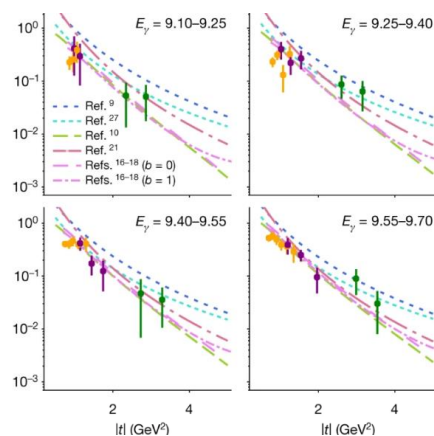 E_γ = 9.10–9.25
E_γ = 9.25–9.40
10⁰
10⁻¹
10⁻²
10⁻³
Ref. ⁹
Ref. ²⁷
Ref. ¹⁰
Ref. ²¹
Refs. ¹⁶⁻¹⁸ (b = 0)
Refs. ¹⁶⁻¹⁸ (b = 1)
E_γ = 9.40–9.55
E_γ = 9.55–9.70
10⁰
10⁻¹
10⁻²
10⁻³
2 4 2 4
|t| (GeV²) |t| (GeV²)